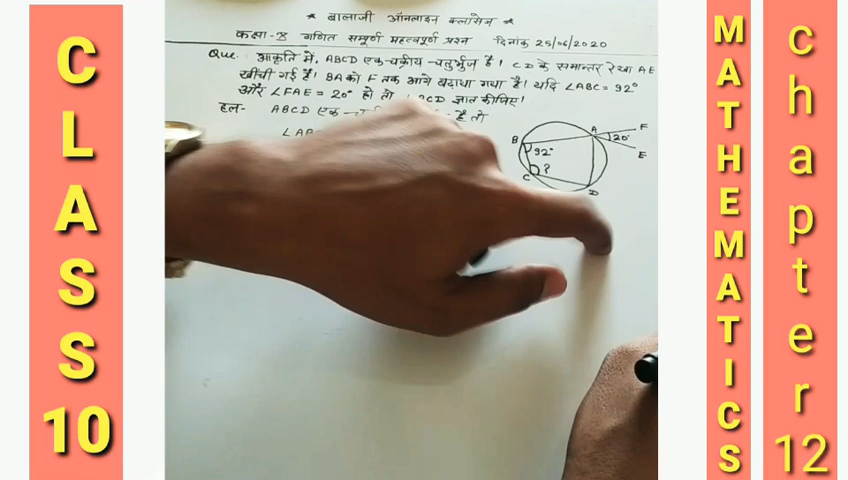 CLASS 10
★ बालाजी ऑनलाइन क्लासेज ★
कक्षा-X गणित सम्पूर्ण महत्वपूर्ण प्रश्न दिनांक 25/06/2020
Que. आकृति में, ABCD एक चक्रीय चतुर्भुज है। CD के समान्तर रेखा AE
खींची गई है। BA को F तक आगे बढ़ाया गया है। यदि ∠ABC = 92°
और ∠FAE = 20° हो तो BCD ज्ञात कीजिए।
हल- ABCD एक है तो
∠AB
B A F
20°
E
92°
C ?
D
MATHEMATICS
chapter 12